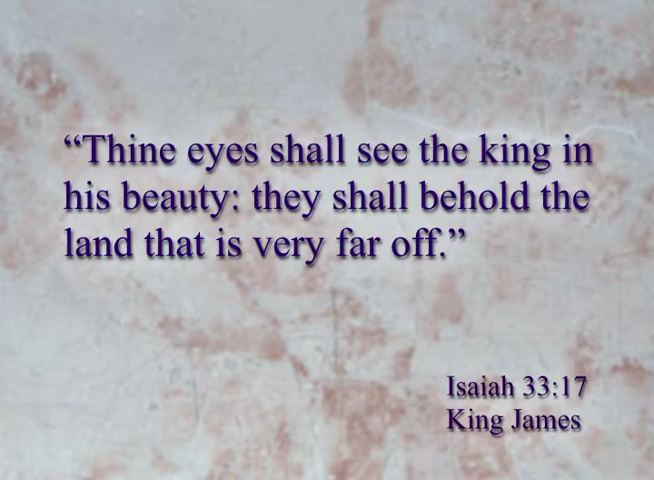 “Thine eyes shall see the king in
his beauty: they shall behold the
land that is very far off.”
Isaiah 33:17
King James